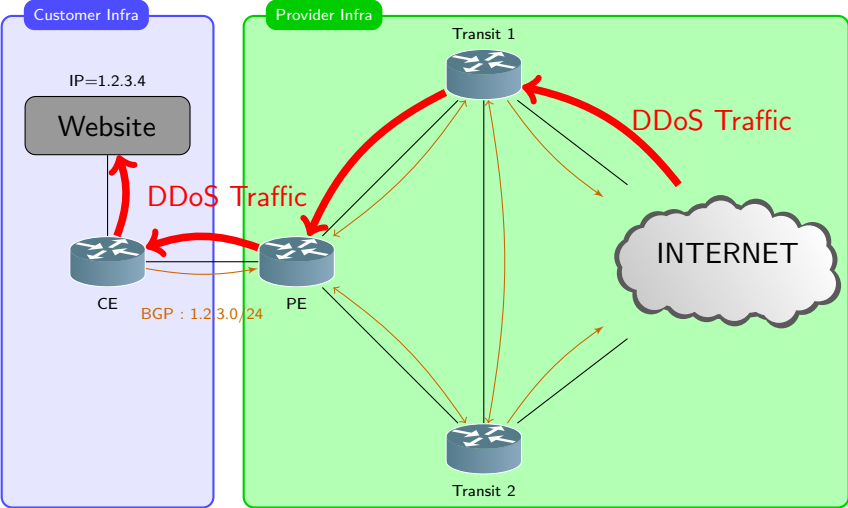 Customer Infra
Provider Infra
Transit 1
IP=1.2.3.4
Website
DDoS Traffic
DDoS Traffic
INTERNET
CE
PE
BGP : 1.2.3.0/24
Transit 2